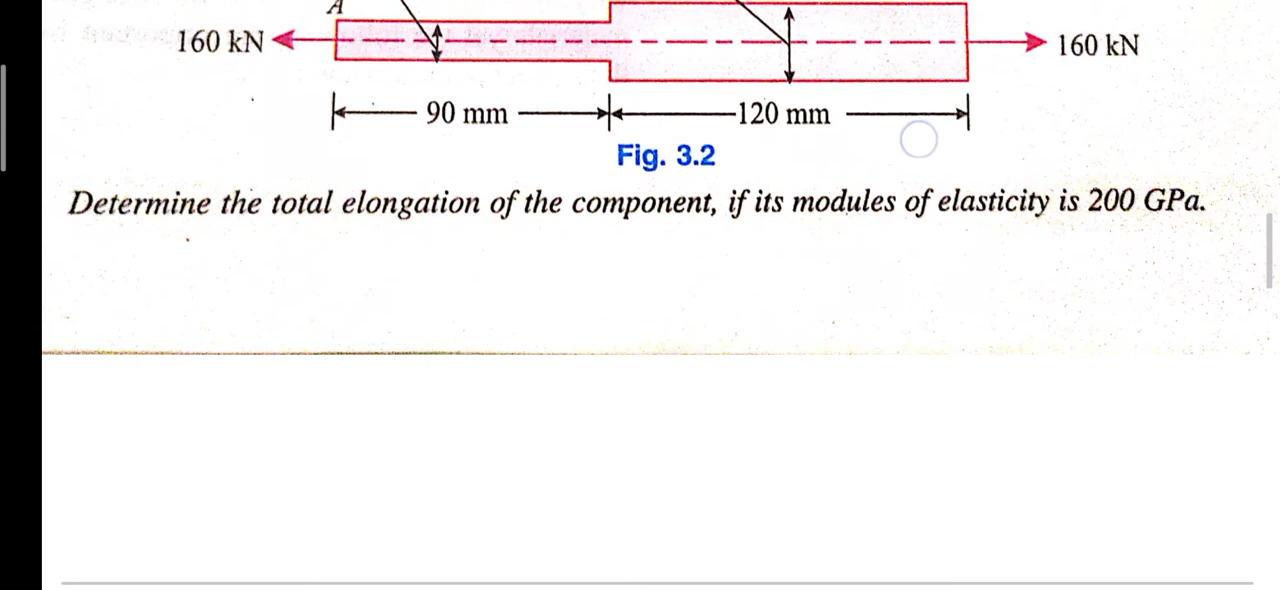 A
160 kN
160 kN
90 mm
120 mm
Fig. 3.2
Determine the total elongation of the component, if its modules of elasticity is 200 GPa.